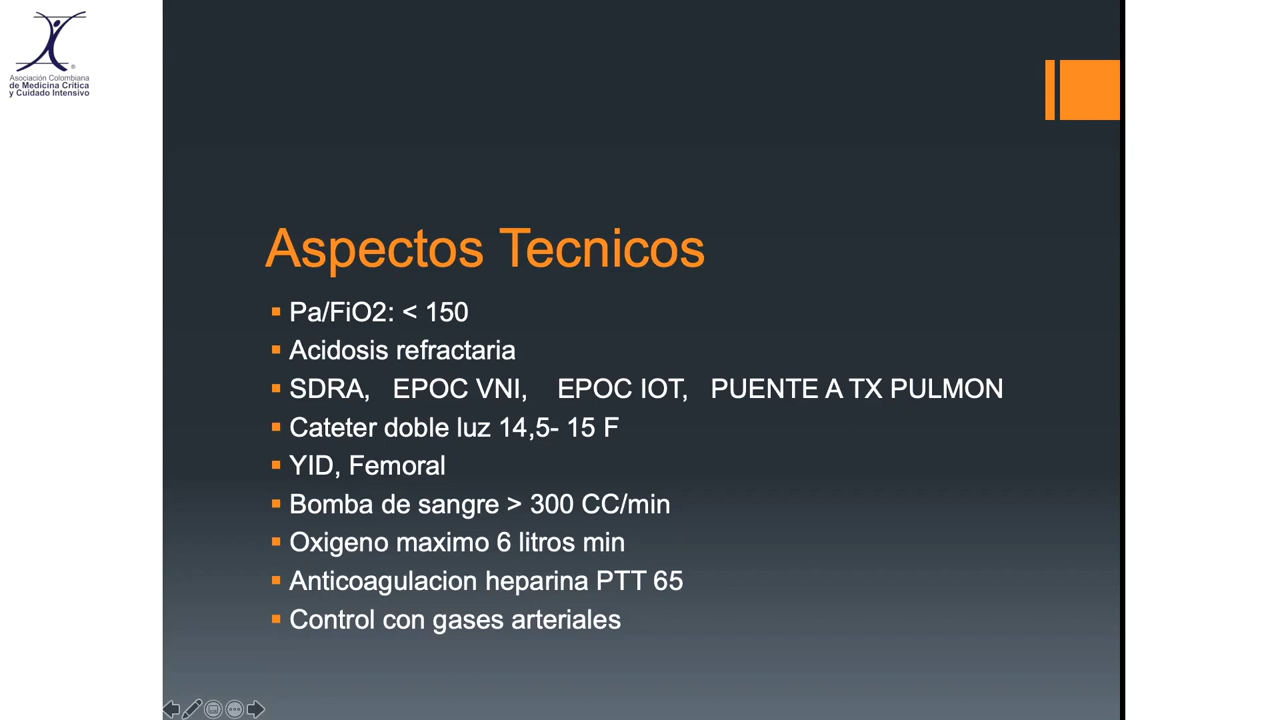 Asociación Colombiana
de Medicina Crítica
y Cuidado Intensivo
Aspectos Tecnicos
Pa/FiO2: < 150
Acidosis refractaria
SDRA, EPOC VNI, EPOC IOT, PUENTE A TX PULMON
Cateter doble luz 14,5- 15 F
YID, Femoral
Bomba de sangre > 300 CC/min
Oxigeno maximo 6 litros min
Anticoagulacion heparina PTT 65
Control con gases arteriales